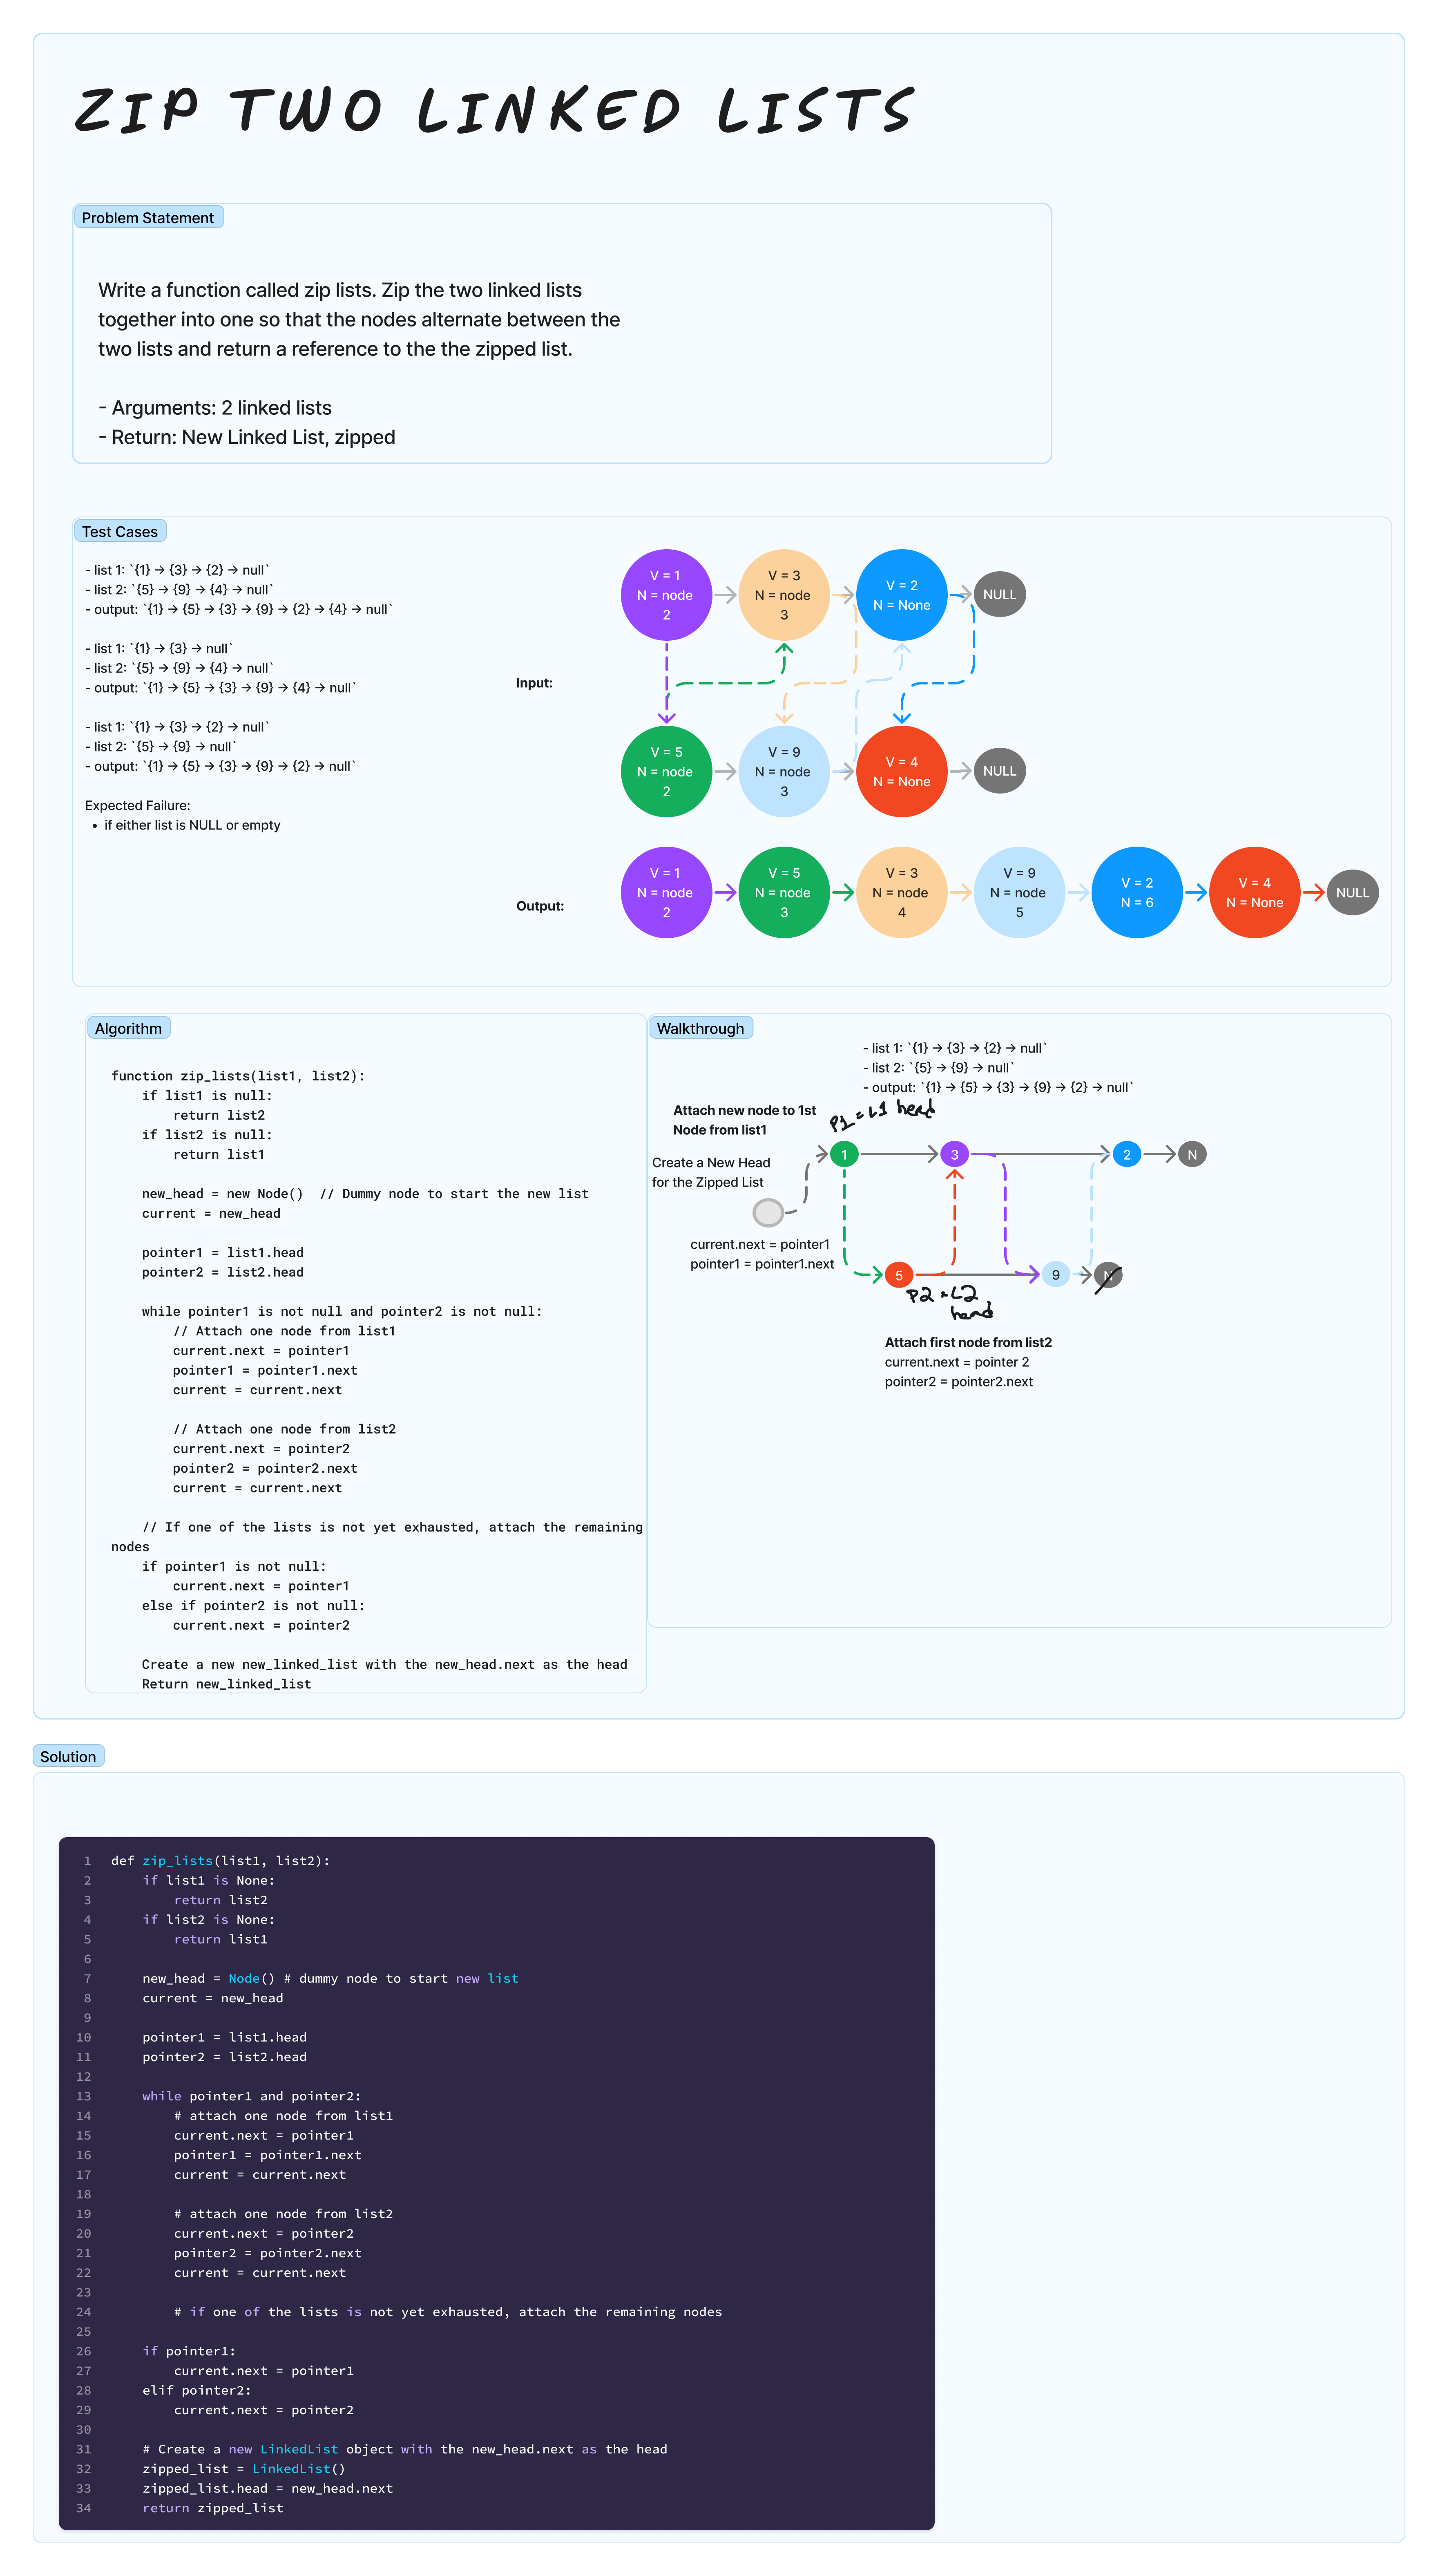 ZIP TWO LINKED LISTS
Problem Statement
Write a function called zip lists. Zip the two linked lists
together into one so that the nodes alternate between the
two lists and return a reference to the the zipped list.
- Arguments: 2 linked lists
- Return: New Linked List, zipped
Test Cases
- list 1: `{1} → {3} → {2} → null`
- list 2: `{5} → {9} → {4} → null`
- output: `{1} → {5} → {3} → {9} → {2} → {4} → null`
- list 1: `{1} → {3} → null`
- list 2: `{5} → {9} → {4} → null`
- output: `{1} → {5} → {3} → {9} → {4} → null`
- list 1: `{1} → {3} → {2} → null`
- list 2: `{5} → {9} → null`
- output: `{1} → {5} → {3} → {9} → {2} → null`
Expected Failure:
• if either list is NULL or empty
Input:
V = 1
N = node
2
V = 3
N = node
3
V = 2
N = None
NULL
V = 5
N = node
2
V = 9
N = node
3
V = 4
N = None
NULL
Output:
V = 1
N = node
2
V = 5
N = node
3
V = 3
N = node
4
V = 9
N = node
5
V = 2
N = 6
V = 4
N = None
NULL
Algorithm
function zip_lists(list1, list2):
    if list1 is null:
        return list2
    if list2 is null:
        return list1
    new_head = new Node()  // Dummy node to start the new list
    current = new_head
    pointer1 = list1.head
    pointer2 = list2.head
    while pointer1 is not null and pointer2 is not null:
        // Attach one node from list1
        current.next = pointer1
        pointer1 = pointer1.next
        current = current.next
        // Attach one node from list2
        current.next = pointer2
        pointer2 = pointer2.next
        current = current.next
    // If one of the lists is not yet exhausted, attach the remaining
nodes
    if pointer1 is not null:
        current.next = pointer1
    else if pointer2 is not null:
        current.next = pointer2
    Create a new new_linked_list with the new_head.next as the head
    Return new_linked_list
Walkthrough
- list 1: `{1} → {3} → {2} → null`
- list 2: `{5} → {9} → null`
- output: `{1} → {5} → {3} → {9} → {2} → null`
Attach new node to 1st
Node from list1
P1 = L1 head
1
3
2
N
Create a New Head
for the Zipped List
current.next = pointer1
pointer1 = pointer1.next
5
9
N
P2 = L2
head
Attach first node from list2
current.next = pointer 2
pointer2 = pointer2.next
Solution
1 def zip_lists(list1, list2):
2     if list1 is None:
3         return list2
4     if list2 is None:
5         return list1
6
7     new_head = Node() # dummy node to start new list
8     current = new_head
9
10     pointer1 = list1.head
11     pointer2 = list2.head
12
13     while pointer1 and pointer2:
14         # attach one node from list1
15         current.next = pointer1
16         pointer1 = pointer1.next
17         current = current.next
18
19         # attach one node from list2
20         current.next = pointer2
21         pointer2 = pointer2.next
22         current = current.next
23
24         # if one of the lists is not yet exhausted, attach the remaining nodes
25
26     if pointer1:
27         current.next = pointer1
28     elif pointer2:
29         current.next = pointer2
30
31     # Create a new LinkedList object with the new_head.next as the head
32     zipped_list = LinkedList()
33     zipped_list.head = new_head.next
34     return zipped_list